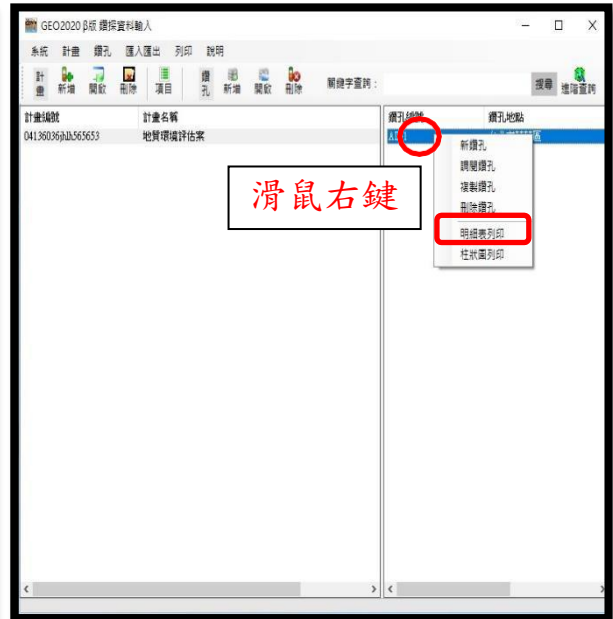 GEO2020 β版 鑽探資料輸入
系統 計畫 鑽孔 匯入匯出 列印 說明
計畫 新增 開啟 刪除 項目 鑽孔 新增 開啟 刪除 關鍵字查詢： 搜尋 進階查詢
計畫編號 計畫名稱 鑽孔編號 鑽孔地點
04136036jhlh565653 地質環境評估案
新鑽孔
調閱鑽孔
複製鑽孔
刪除鑽孔
明細表列印
柱狀圖列印
滑鼠右鍵